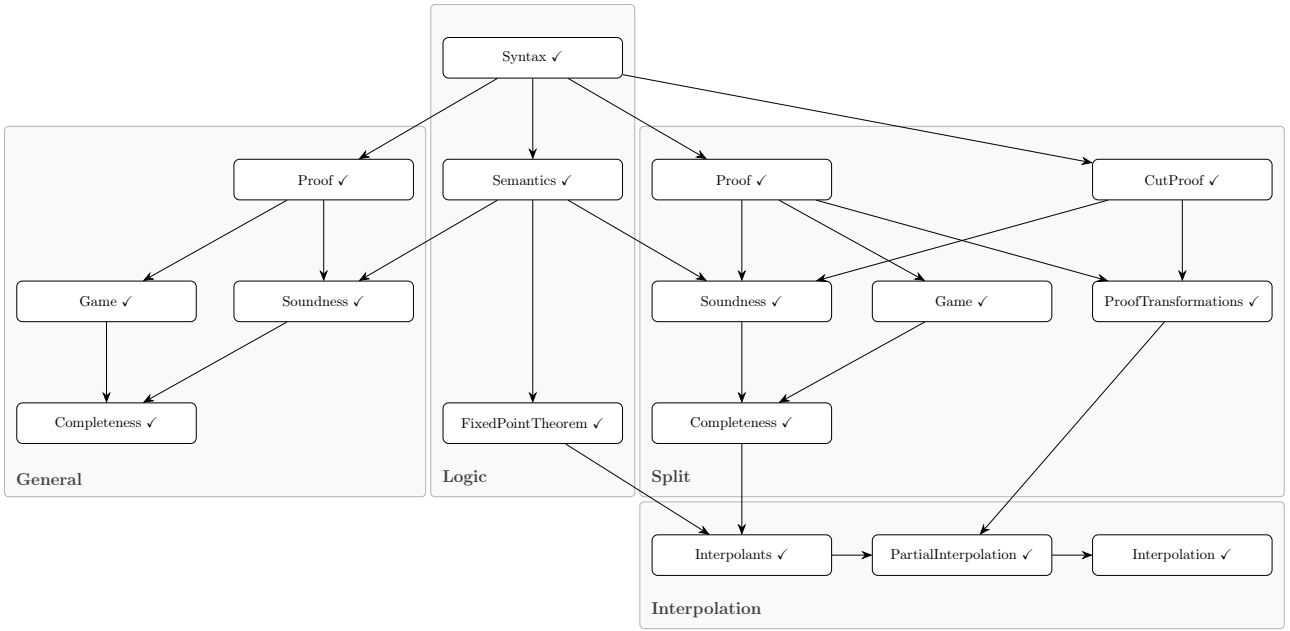 Syntax ✓
Proof ✓
Semantics ✓
Proof ✓
CutProof ✓
Game ✓
Soundness ✓
Soundness ✓
Game ✓
ProofTransformations ✓
Completeness ✓
FixedPointTheorem ✓
Completeness ✓
General
Logic
Split
Interpolants ✓
PartialInterpolation ✓
Interpolation ✓
Interpolation